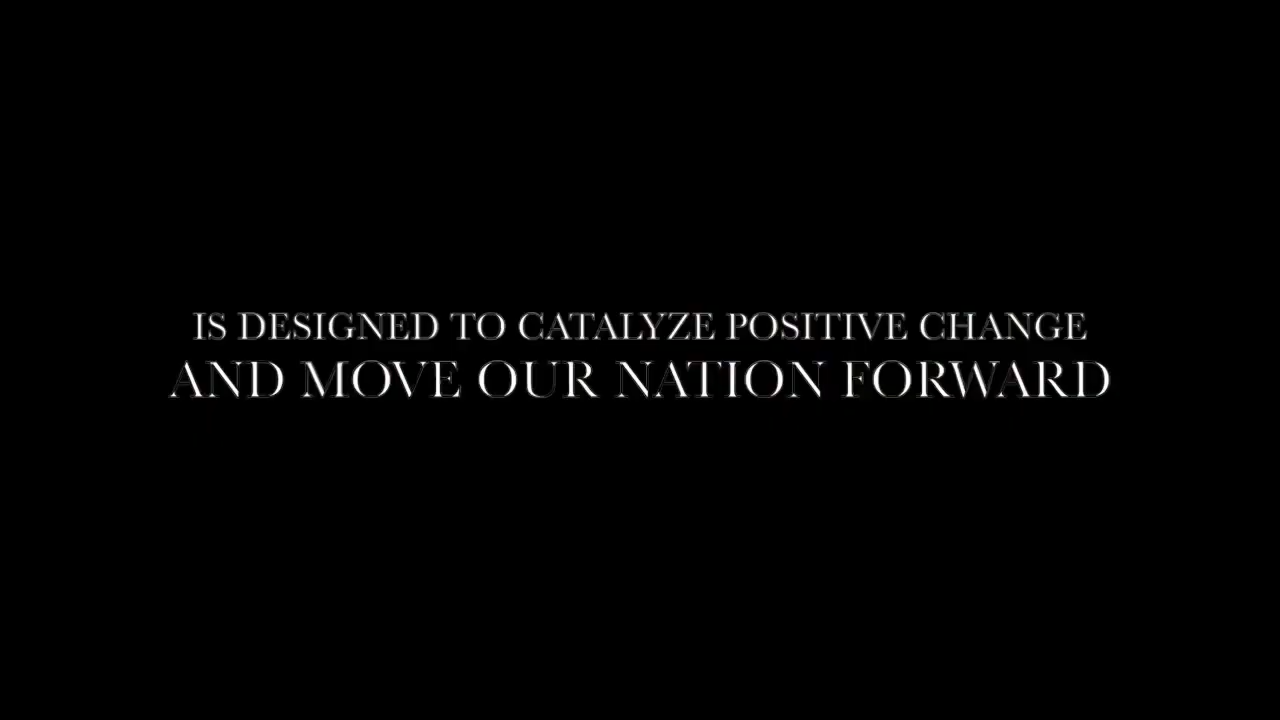 IS DESIGNED TO CATALYZE POSITIVE CHANGE
AND MOVE OUR NATION FORWARD